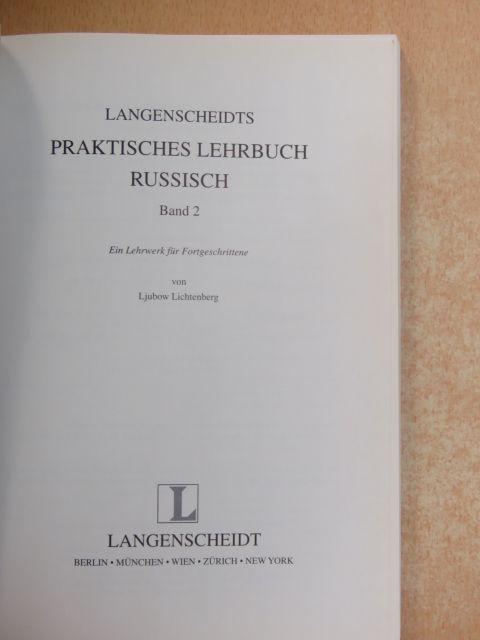 LANGENSCHEIDTS
PRAKTISCHES LEHRBUCH
RUSSISCH
Band 2
Ein Lehrwerk für Fortgeschrittene
von
Ljubow Lichtenberg
L
LANGENSCHEIDT
BERLIN • MÜNCHEN • WIEN • ZÜRICH • NEW YORK